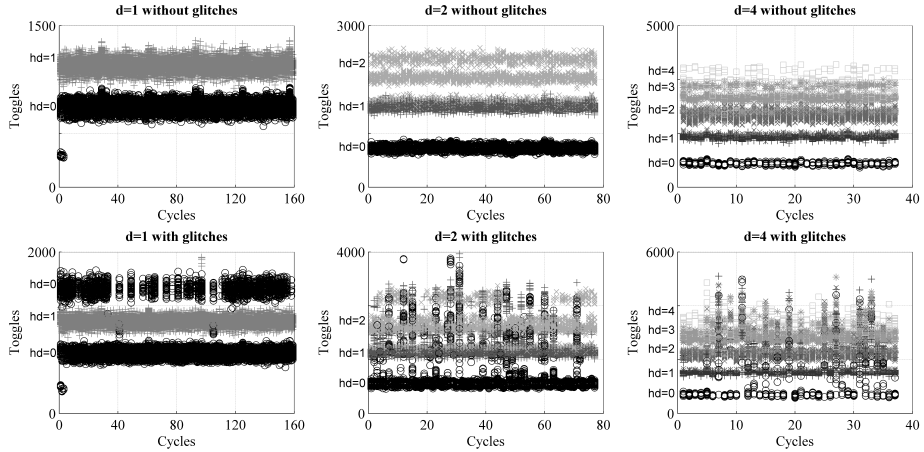 d=1 without glitches
1500
hd=1
hd=0
Toggles
0
0 40 80 120 160
Cycles
d=2 without glitches
3000
hd=2
hd=1
hd=0
Toggles
0
0 20 40 60 80
Cycles
d=4 without glitches
5000
hd=4
hd=3
hd=2
hd=1
hd=0
Toggles
0
0 10 20 30 40
Cycles
d=1 with glitches
2000
hd=0
hd=1
hd=0
Toggles
0
0 40 80 120 160
Cycles
d=2 with glitches
4000
hd=2
hd=1
hd=0
Toggles
0
0 20 40 60 80
Cycles
d=4 with glitches
6000
hd=4
hd=3
hd=2
hd=1
hd=0
Toggles
0
0 10 20 30 40
Cycles